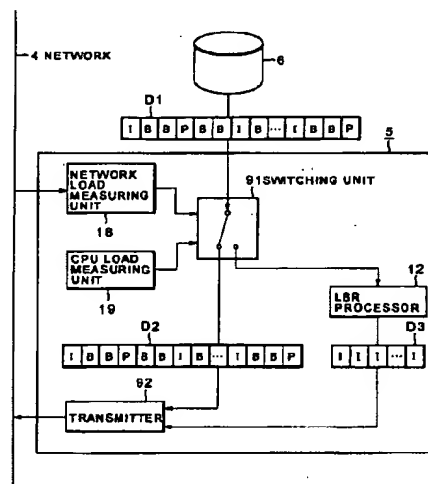 4 NETWORK
6
D1
I B B P B B I B ... I B B P
5
NETWORK
LOAD
MEASURING
UNIT
18
91SWITCHING UNIT
CPU LOAD
MEASURING
UNIT
19
12
LBR
PROCESSOR
D2
I B B P B B I B ... I B B P
D3
I I I ... I
92
TRANSMITTER